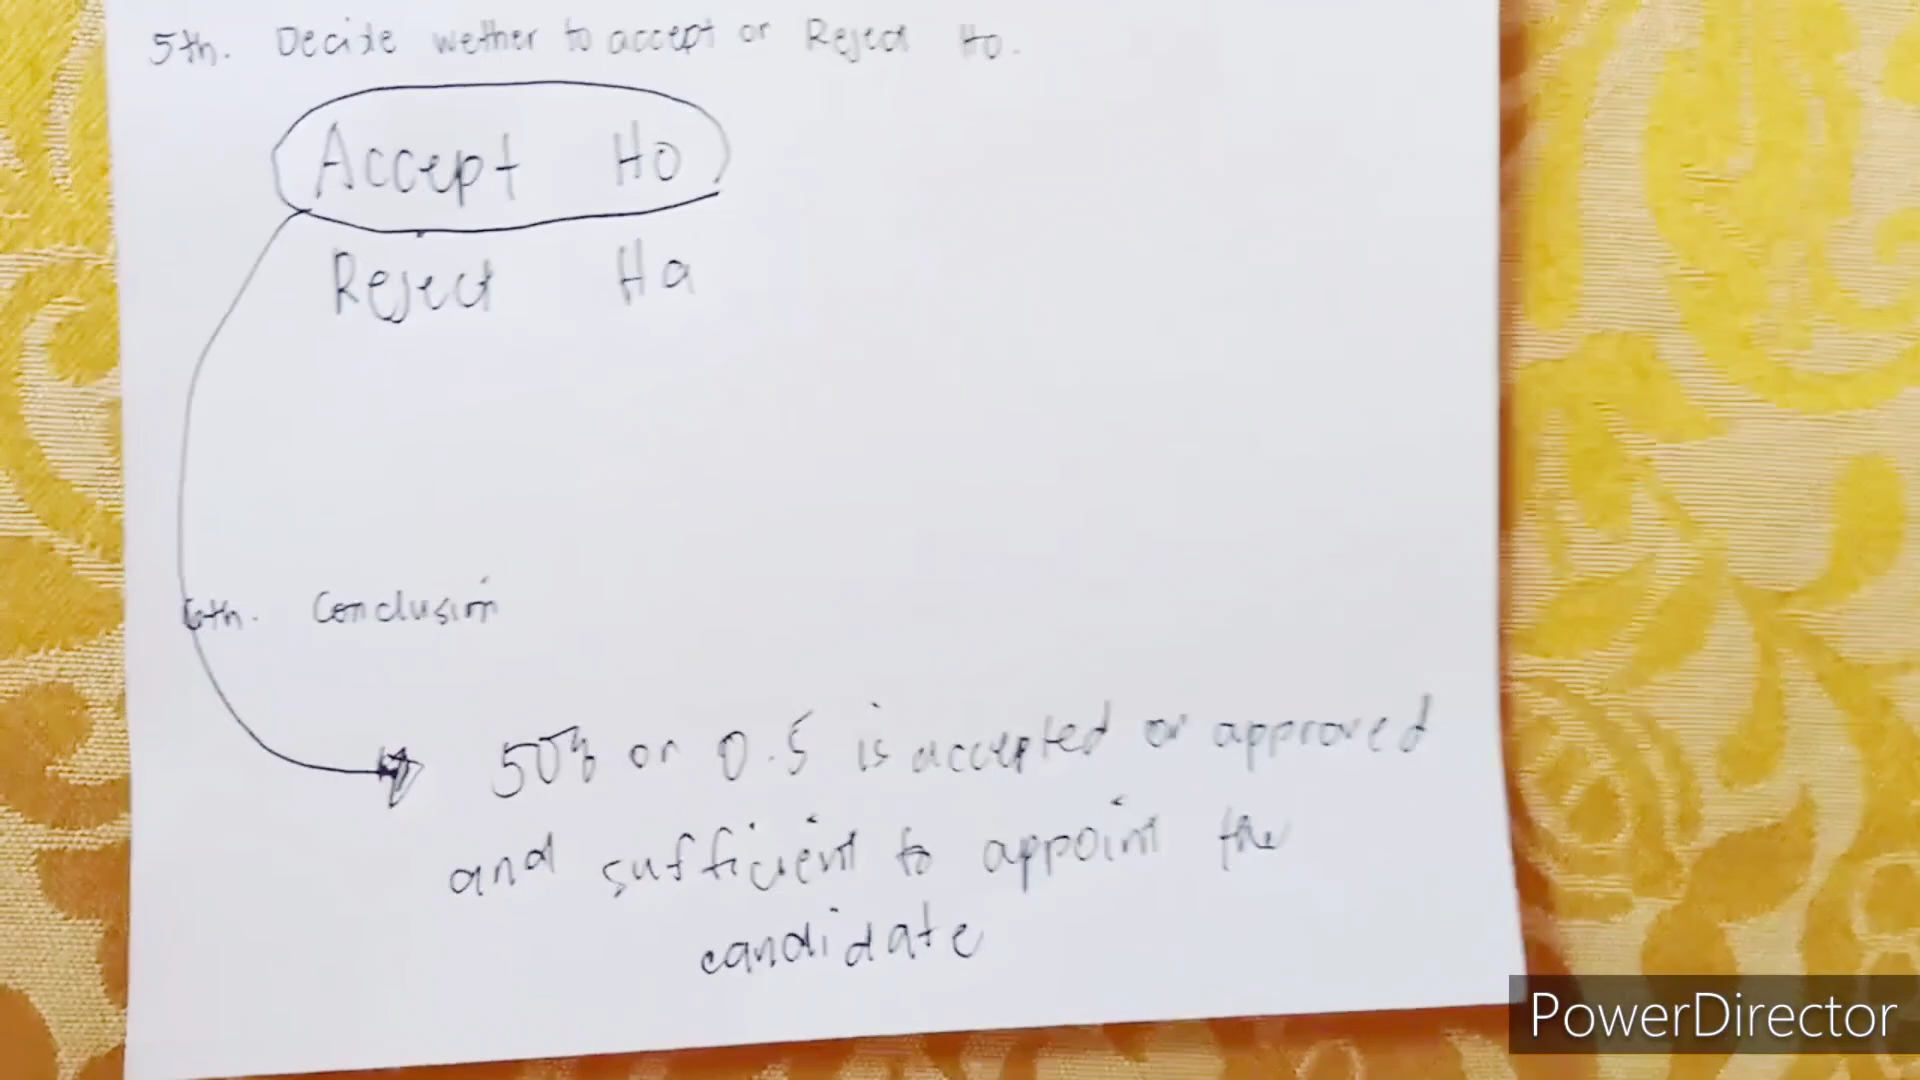 5th. Decide wether to accept or Reject Ho.
Accept Ho
Reject Ha
6th. Conclusion
50% or 0.5 is accepted or approved
and sufficient to appoint the
candidate
PowerDirector